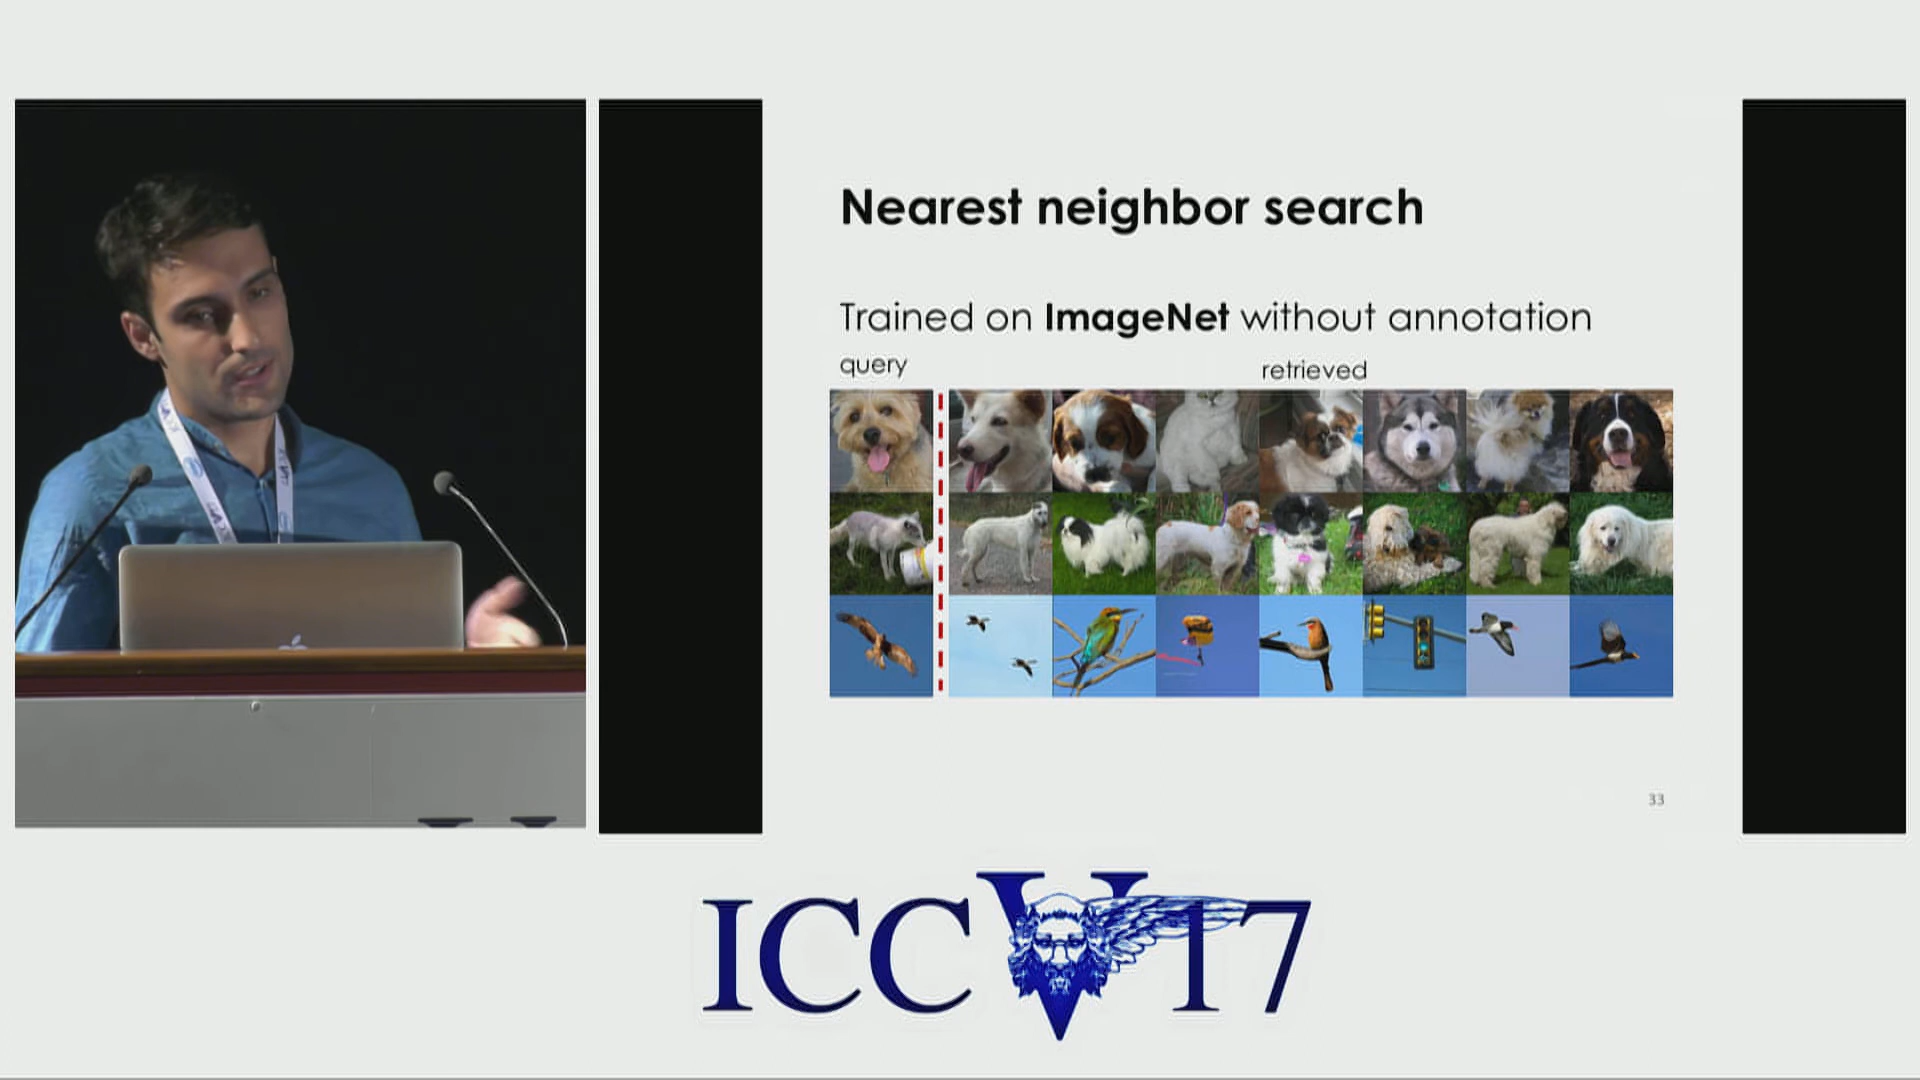 Nearest neighbor search
Trained on ImageNet without annotation
query
retrieved
33
ICCV17